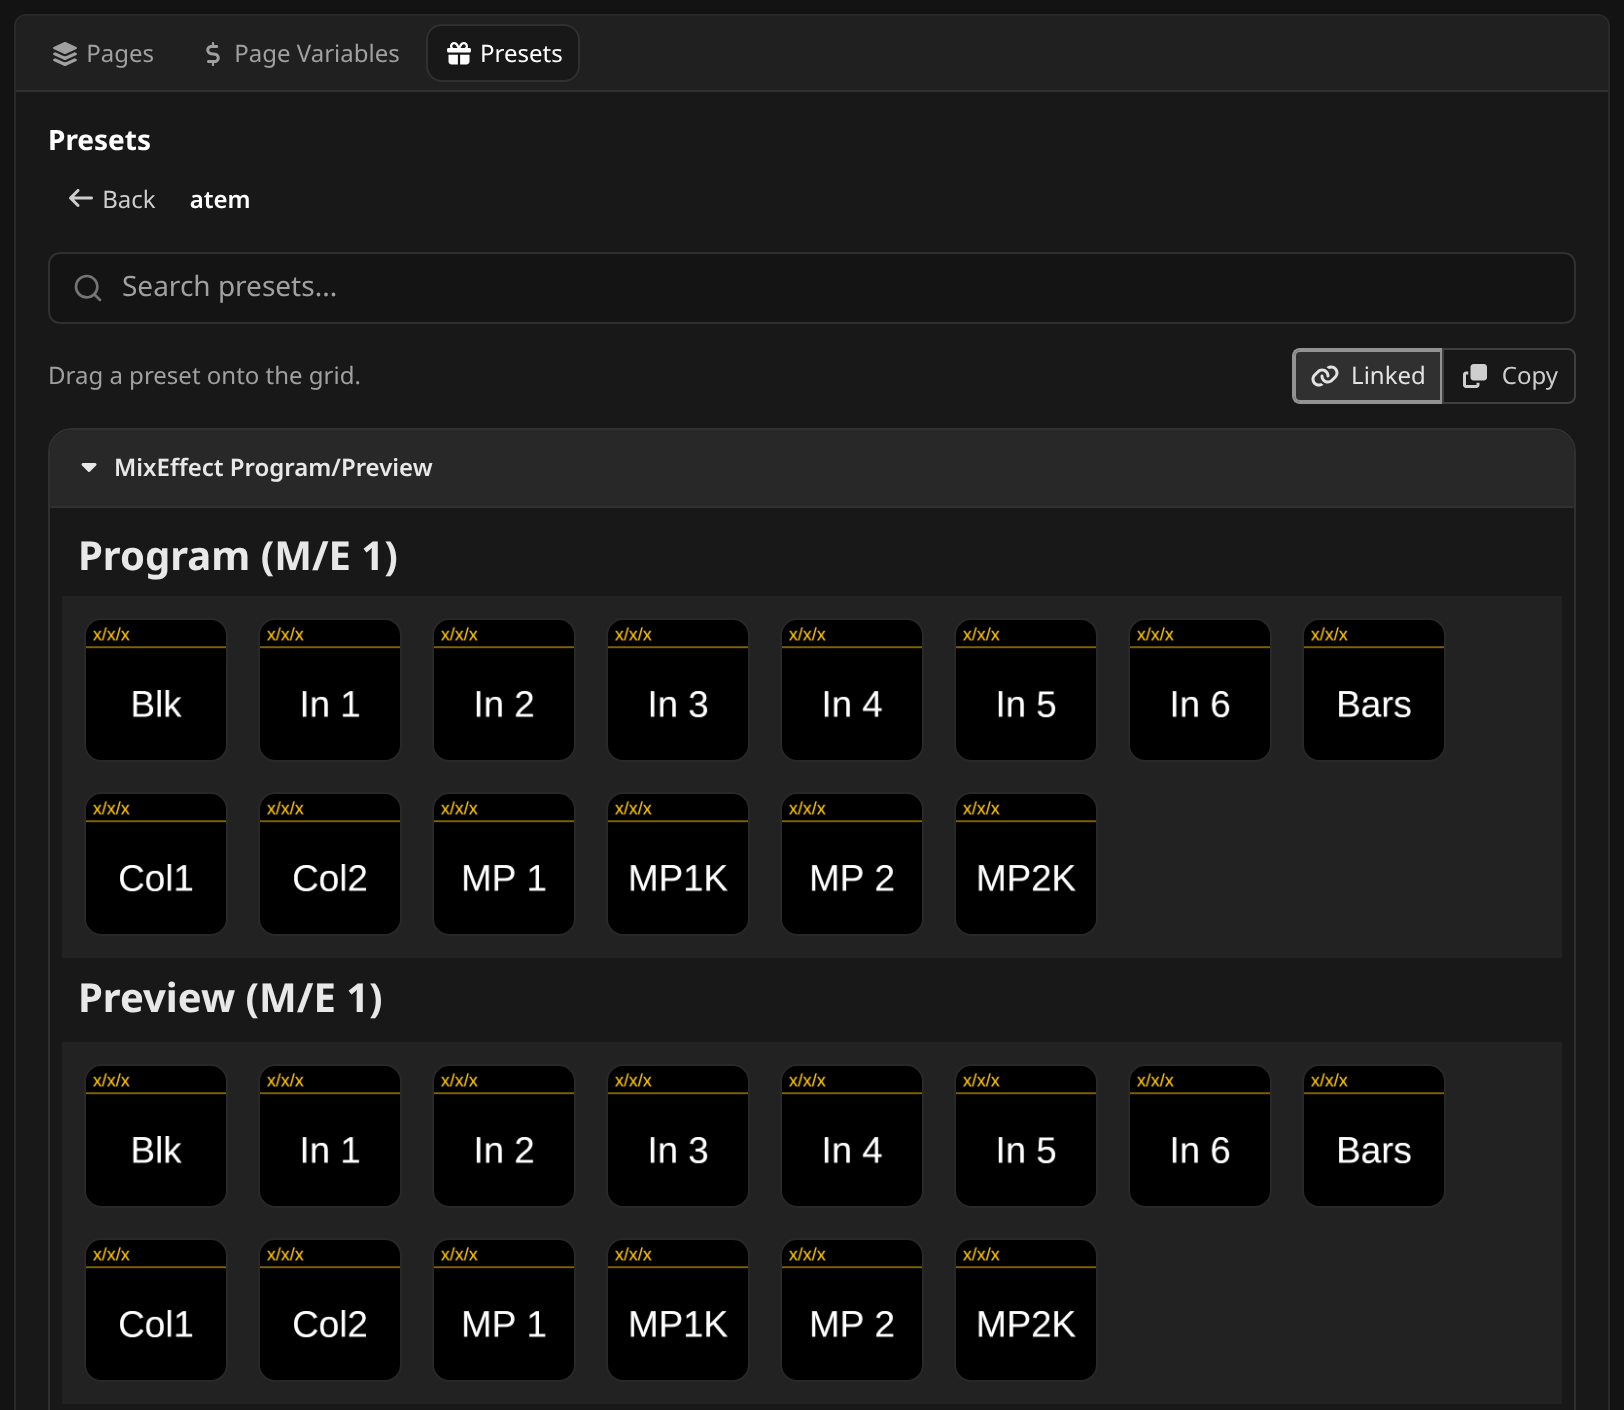 Pages Page Variables Presets
Presets
Back atem
Search presets...
Drag a preset onto the grid. Linked Copy
MixEffect Program/Preview
Program (M/E 1)
x/x/x x/x/x x/x/x x/x/x x/x/x x/x/x x/x/x x/x/x
Blk In 1 In 2 In 3 In 4 In 5 In 6 Bars
x/x/x x/x/x x/x/x x/x/x x/x/x x/x/x
Col1 Col2 MP 1 MP1K MP 2 MP2K
Preview (M/E 1)
x/x/x x/x/x x/x/x x/x/x x/x/x x/x/x x/x/x x/x/x
Blk In 1 In 2 In 3 In 4 In 5 In 6 Bars
x/x/x x/x/x x/x/x x/x/x x/x/x x/x/x
Col1 Col2 MP 1 MP1K MP 2 MP2K